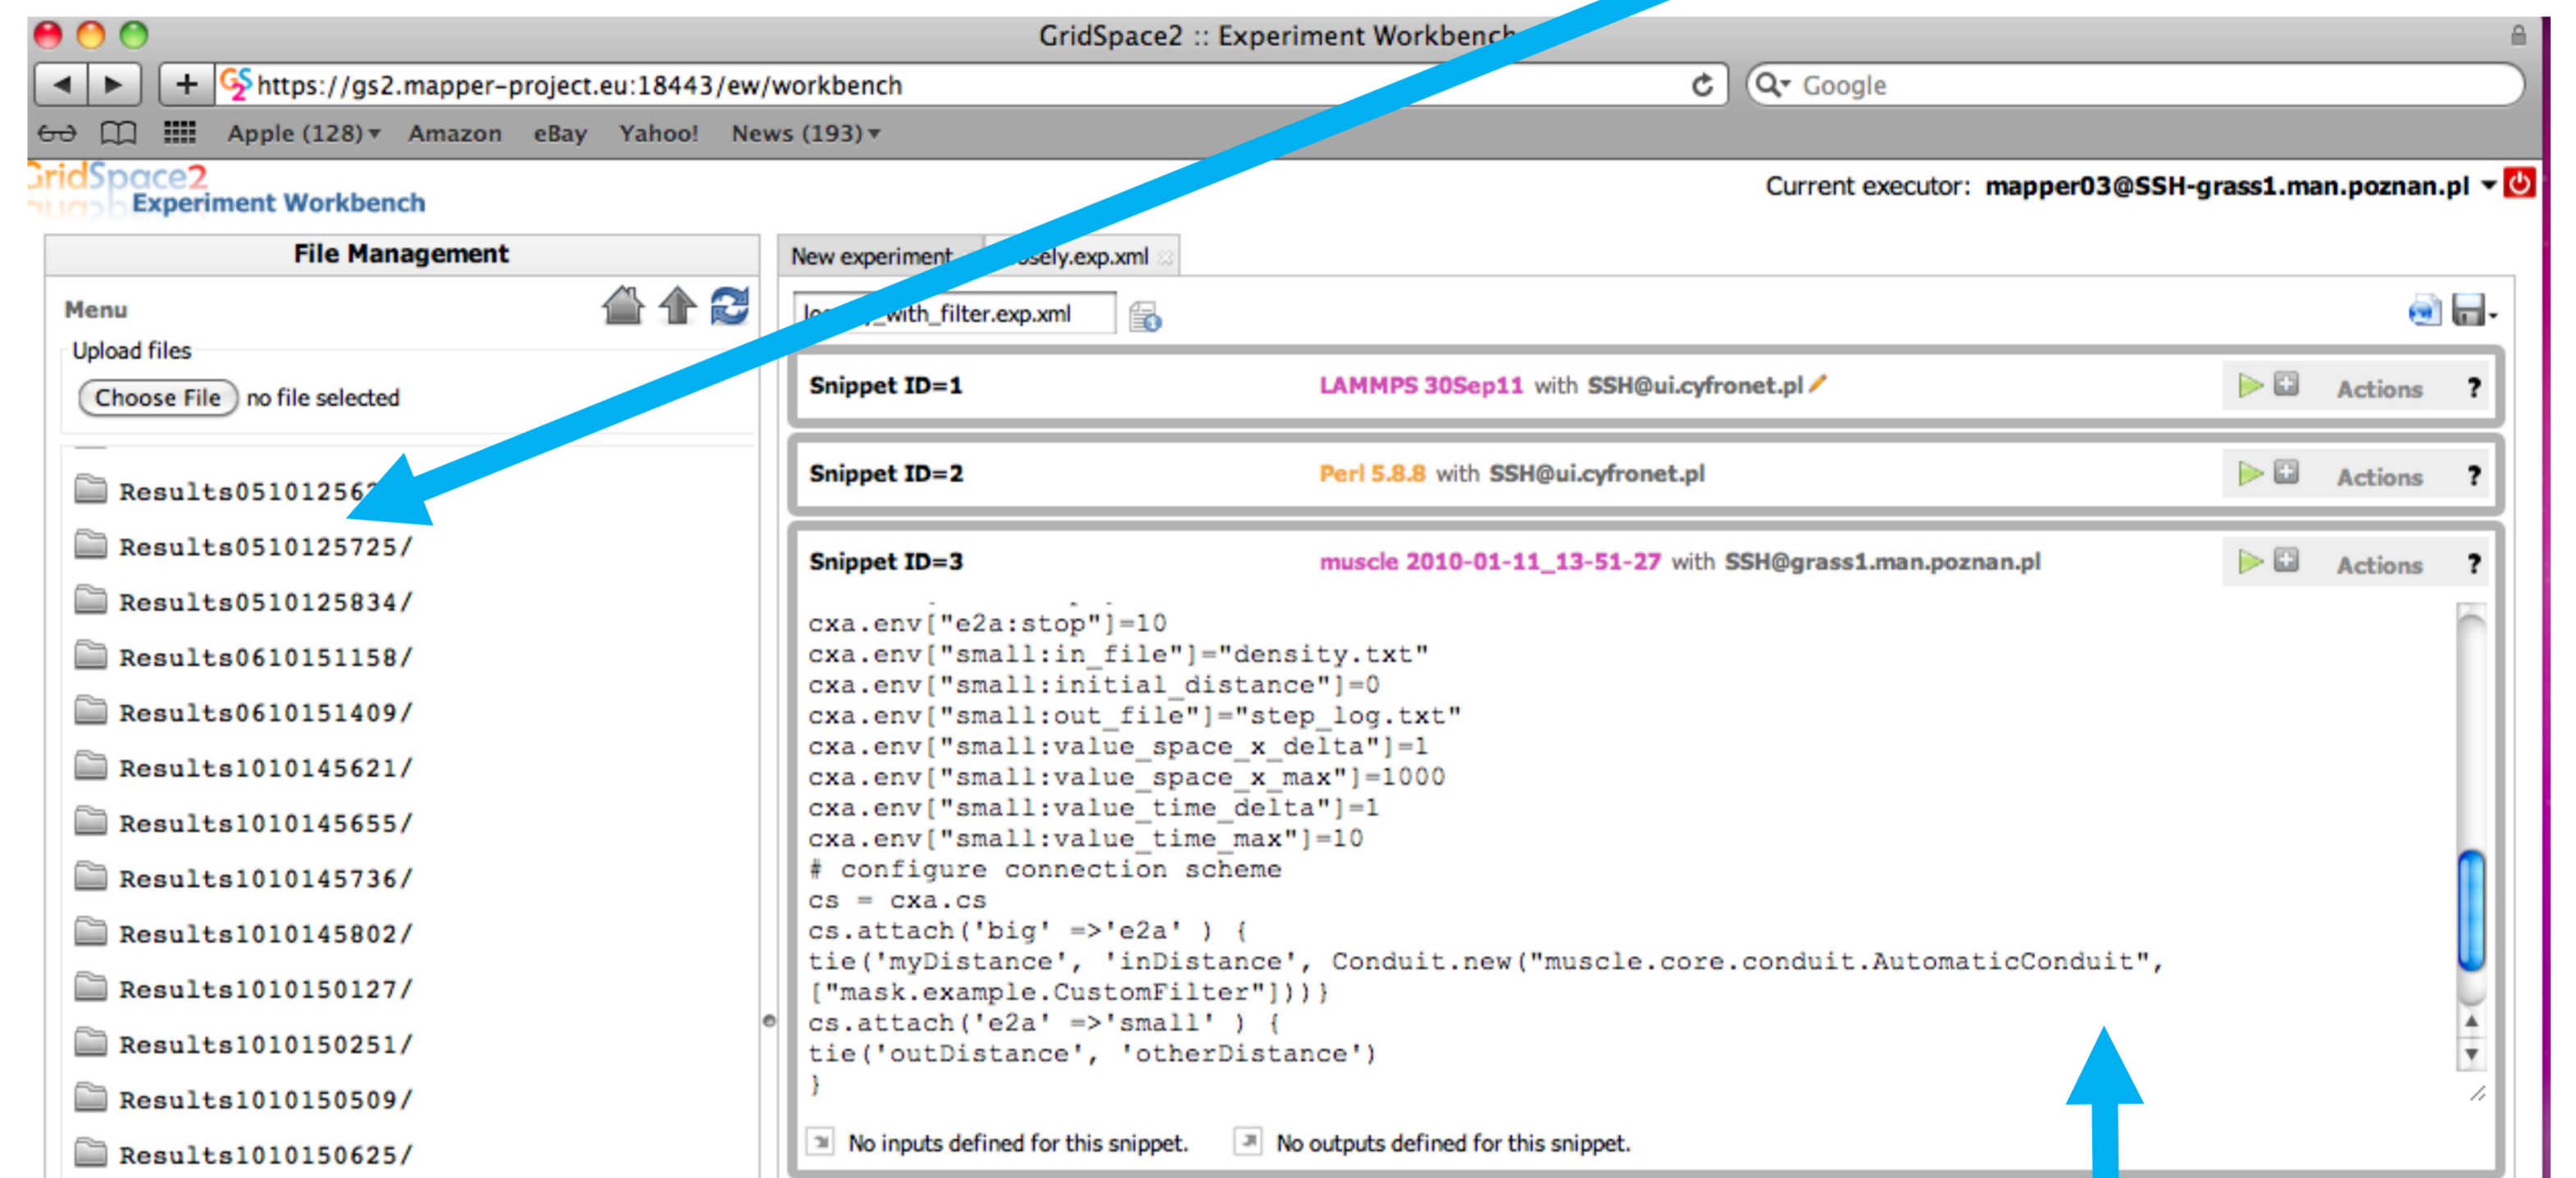 GridSpace2 :: Experiment Workbench
https://gs2.mapper-project.eu:18443/ew/workbench
Google
Apple (128) Amazon eBay Yahoo! News (193)
GridSpace2
Experiment Workbench
Current executor: mapper03@SSH-grass1.man.poznan.pl
File Management
Menu
Upload files
Choose File no file selected
Results051012562
Results0510125725/
Results0510125834/
Results0610151158/
Results0610151409/
Results1010145621/
Results1010145655/
Results1010145736/
Results1010145802/
Results1010150127/
Results1010150251/
Results1010150509/
Results1010150625/
New experiment osely.exp.xml
_with_filter.exp.xml
Snippet ID=1 LAMMPS 30Sep11 with SSH@ui.cyfronet.pl Actions ?
Snippet ID=2 Perl 5.8.8 with SSH@ui.cyfronet.pl Actions ?
Snippet ID=3 muscle 2010-01-11_13-51-27 with SSH@grass1.man.poznan.pl Actions ?
cxa.env["e2a:stop"]=10
cxa.env["small:in_file"]="density.txt"
cxa.env["small:initial_distance"]=0
cxa.env["small:out_file"]="step_log.txt"
cxa.env["small:value_space_x_delta"]=1
cxa.env["small:value_space_x_max"]=1000
cxa.env["small:value_time_delta"]=1
cxa.env["small:value_time_max"]=10
# configure connection scheme
cs = cxa.cs
cs.attach('big' =>'e2a' ) {
tie('myDistance', 'inDistance', Conduit.new("muscle.core.conduit.AutomaticConduit",
["mask.example.CustomFilter"]))}
cs.attach('e2a' =>'small' ) {
tie('outDistance', 'otherDistance')
}
No inputs defined for this snippet. No outputs defined for this snippet.